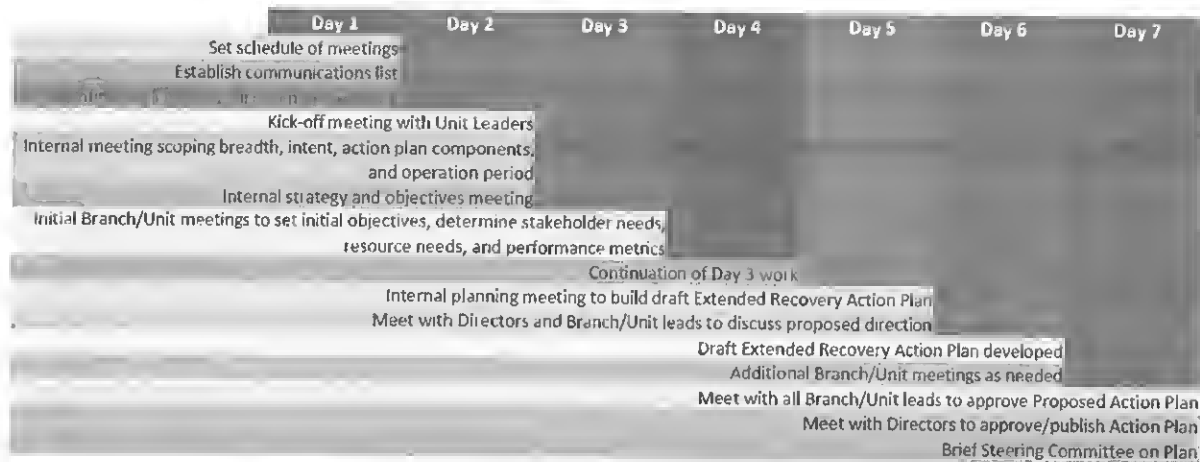 Day 1 Day 2 Day 3 Day 4 Day 5 Day 6 Day 7
Set schedule of meetings
Establish communications list
Kick-off meeting with Unit Leaders
Internal meeting scoping breadth, intent, action plan components,
and operation period
Internal strategy and objectives meeting
Initial Branch/Unit meetings to set initial objectives, determine stakeholder needs,
resource needs, and performance metrics
Continuation of Day 3 work
Internal planning meeting to build draft Extended Recovery Action Plan
Meet with Directors and Branch/Unit leads to discuss proposed direction
Draft Extended Recovery Action Plan developed
Additional Branch/Unit meetings as needed
Meet with all Branch/Unit leads to approve Proposed Action Plan
Meet with Directors to approve/publish Action Plan
Brief Steering Committee on Plan